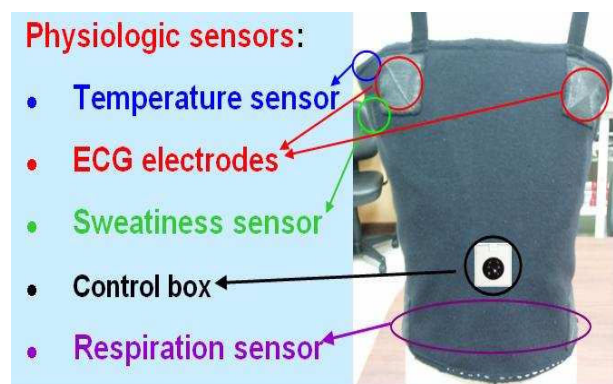 Physiologic sensors:
• Temperature sensor
• ECG electrodes
• Sweatiness sensor
• Control box
• Respiration sensor